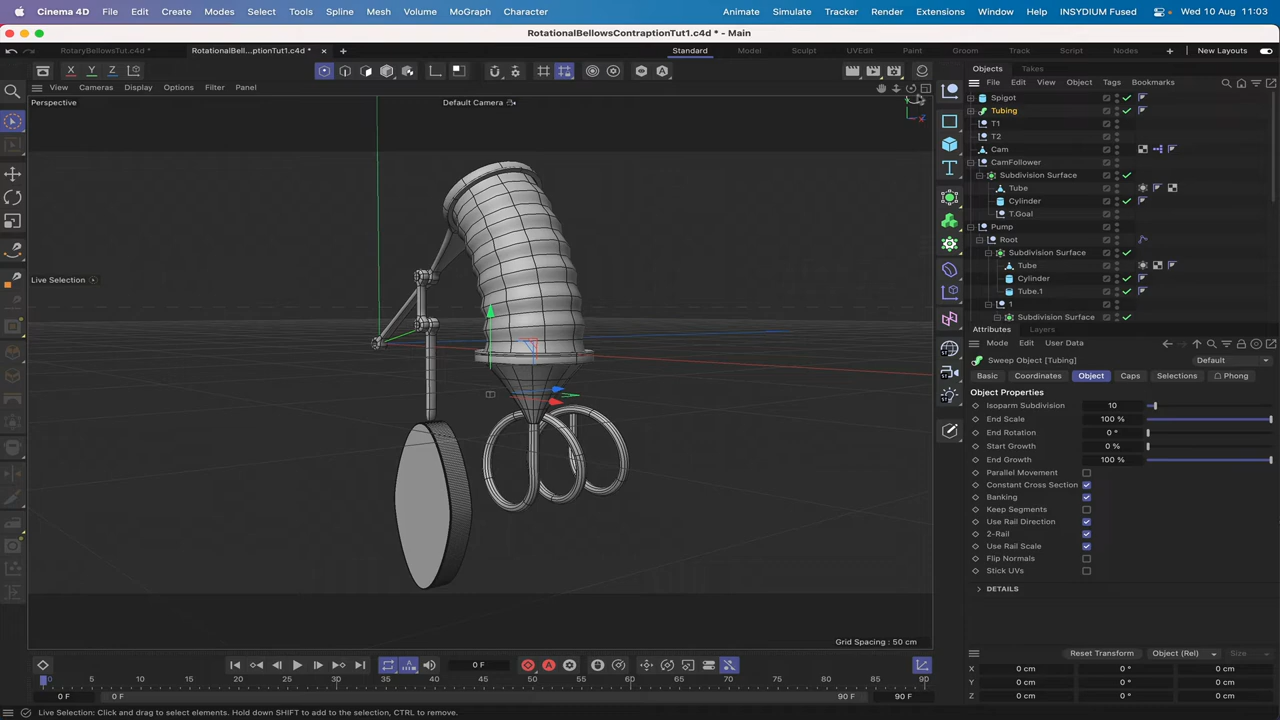 Cinema 4D File Edit Create Modes Select Tools Spline Mesh Volume MoGraph Character Animate Simulate Tracker Render Extensions Window Help INSYDIUM Fused Wed 10 Aug 11:03
RotationalBellowsContraptionTut1.c4d * - Main
RotaryBellowsTut.c4d * RotationalBell...ptionTut1.c4d * Standard Model Sculpt UVEdit Paint Groom Track Script Nodes New Layouts
X Y Z
Objects Takes
File Edit View Object Tags Bookmarks
View Cameras Display Options Filter Panel
Perspective
Default Camera
Live Selection
Grid Spacing : 50 cm
Spigot
Tubing
T1
T2
Cam
CamFollower
Subdivision Surface
Tube
Cylinder
T.Goal
Pump
Root
Subdivision Surface
Tube
Cylinder
Tube.1
1
Subdivision Surface
Attributes Layers
Mode Edit User Data
Sweep Object [Tubing] Default
Basic Coordinates Object Caps Selections Phong
Object Properties
Isoparm Subdivision 10
End Scale 100 %
End Rotation 0 °
Start Growth 0 %
End Growth 100 %
Parallel Movement
Constant Cross Section
Banking
Keep Segments
Use Rail Direction
2-Rail
Use Rail Scale
Flip Normals
Stick UVs
DETAILS
Reset Transform Object (Rel) Size
X 0 cm 0 ° 0 cm
Y 0 cm 0 ° 0 cm
Z 0 cm 0 ° 0 cm
0 F
0 5 10 15 20 25 30 35 40 45 50 55 60 65 70 75 80 85 90
0 F 0 F 90 F 90 F
Live Selection: Click and drag to select elements. Hold down SHIFT to add to the selection, CTRL to remove.